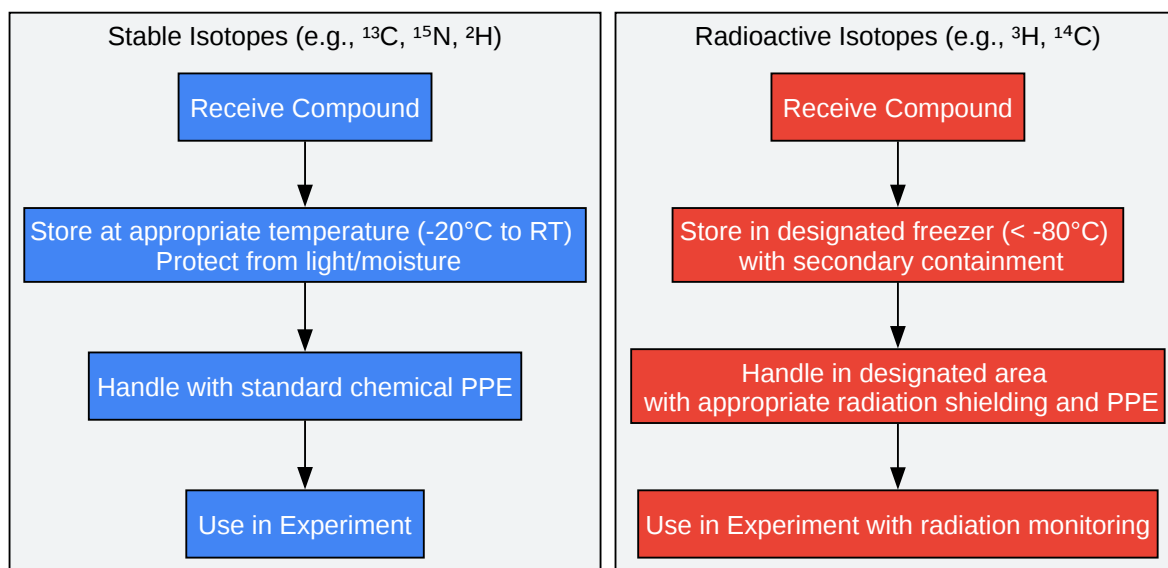 Stable Isotopes (e.g., ¹³C, ¹⁵N, ²H)
Receive Compound
Store at appropriate temperature (-20°C to RT)
Protect from light/moisture
Handle with standard chemical PPE
Use in Experiment
Radioactive Isotopes (e.g., ³H, ¹⁴C)
Receive Compound
Store in designated freezer (< -80°C)
with secondary containment
Handle in designated area
with appropriate radiation shielding and PPE
Use in Experiment with radiation monitoring